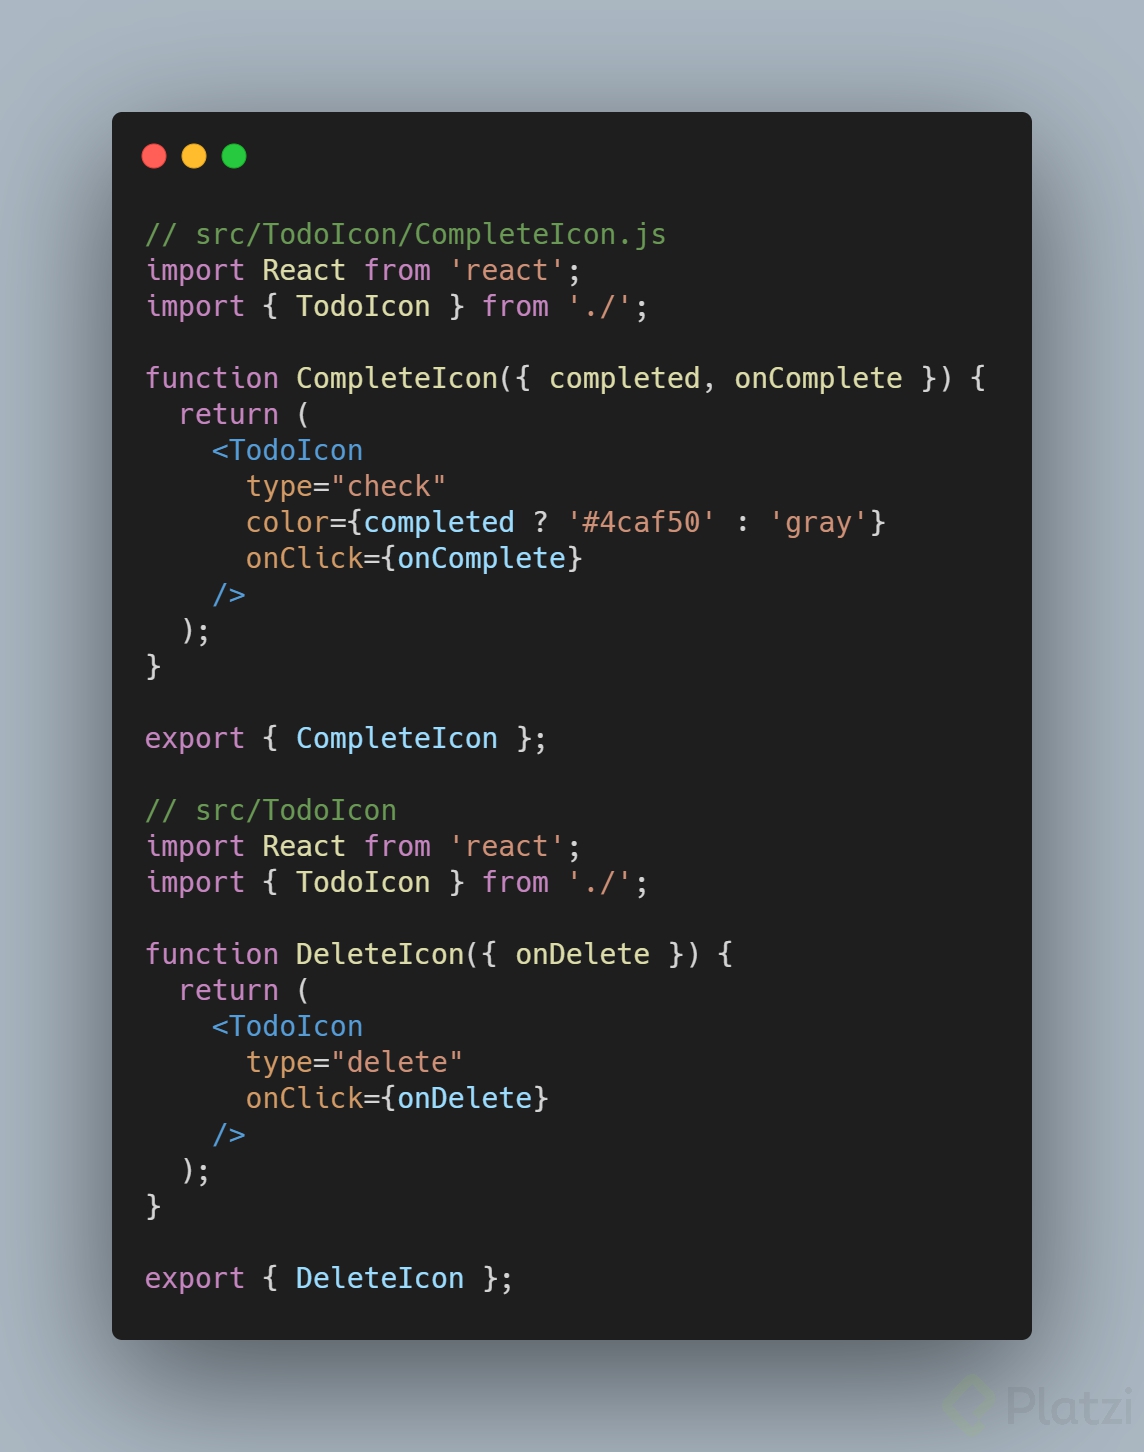 // src/TodoIcon/CompleteIcon.js
import React from 'react';
import { TodoIcon } from './';

function CompleteIcon({ completed, onComplete }) {
  return (
    <TodoIcon
      type="check"
      color={completed ? '#4caf50' : 'gray'}
      onClick={onComplete}
    />
  );
}

export { CompleteIcon };

// src/TodoIcon
import React from 'react';
import { TodoIcon } from './';

function DeleteIcon({ onDelete }) {
  return (
    <TodoIcon
      type="delete"
      onClick={onDelete}
    />
  );
}

export { DeleteIcon };
Platzi